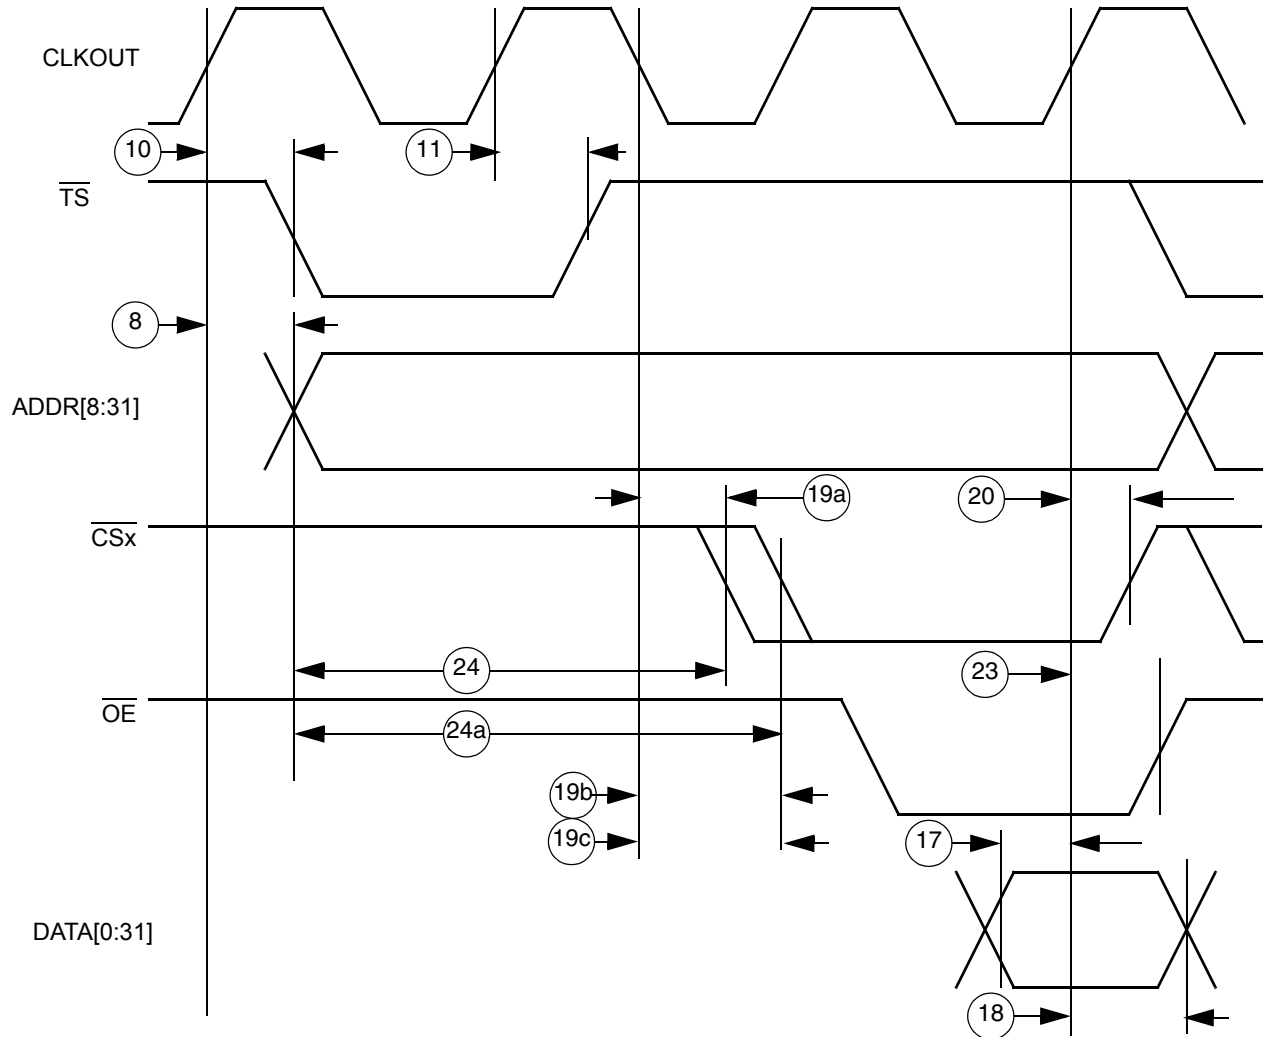 CLKOUT
10
11
TS
8
ADDR[8:31]
19a
20
CSx
24
23
OE
24a
19b
19c
17
DATA[0:31]
18